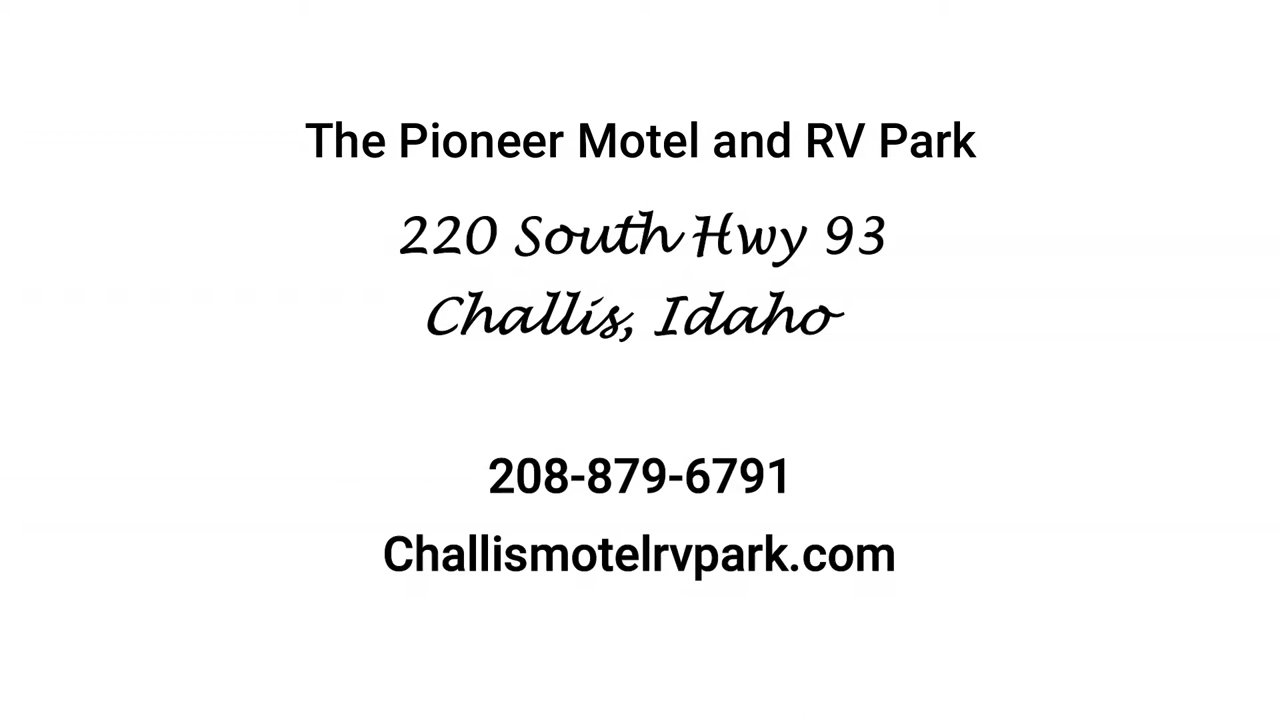 The Pioneer Motel and RV Park
220 South Hwy 93
Challis, Idaho
208-879-6791
Challismotelrvpark.com